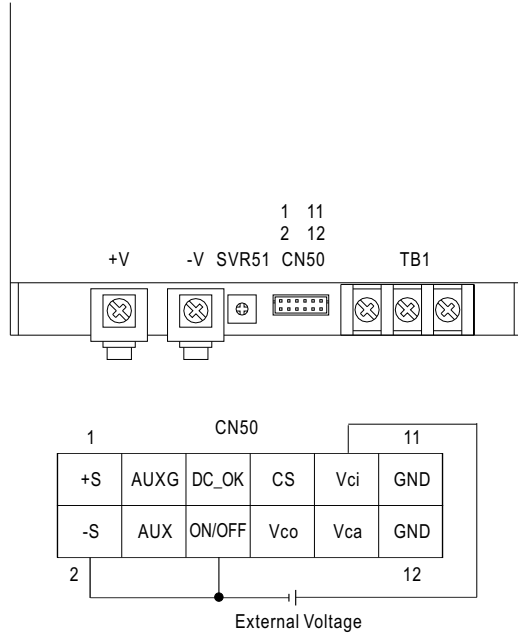 1 11
2 12
+V -V SVR51 CN50 TB1
CN50
1 11
+S AUXG DC_OK CS Vci GND
-S AUX ON/OFF Vco Vca GND
2 12
External Voltage